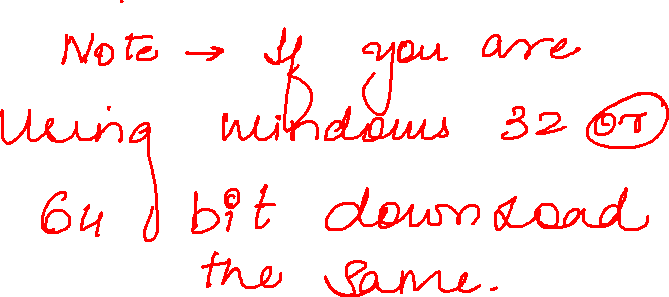 Note → If you are
Using windows 32 or
64 bit download
the same.